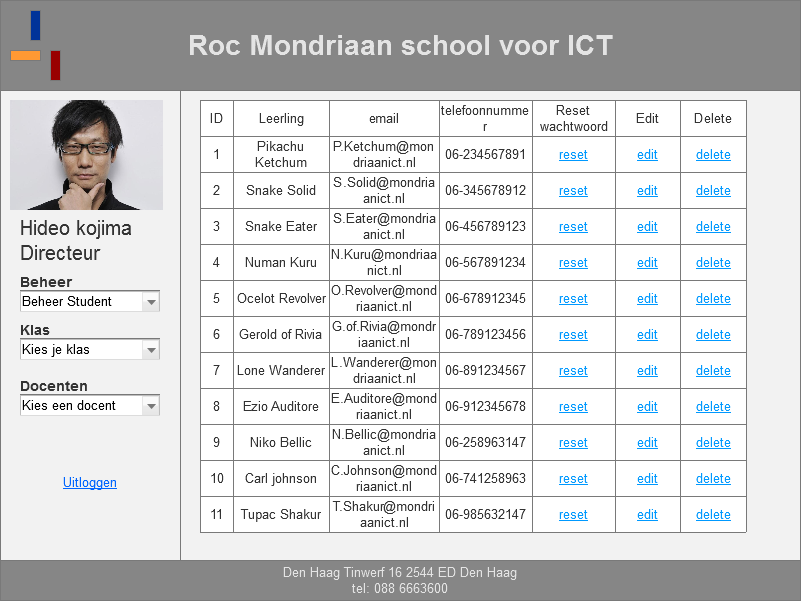 Roc Mondriaan school voor ICT
Hideo kojima
Directeur
Beheer
Beheer Student
Klas
Kies je klas
Docenten
Kies een docent
Uitloggen
ID Leerling email telefoonnumme Reset Edit Delete
r wachtwoord
1 Pikachu P.Ketchum@mon 06-234567891 reset edit delete
Ketchum driaanict.nl
2 Snake Solid S.Solid@mondria 06-345678912 reset edit delete
anict.nl
3 Snake Eater S.Eater@mondria 06-456789123 reset edit delete
anict.nl
4 Numan Kuru N.Kuru@mondriaa 06-567891234 reset edit delete
nict.nl
5 Ocelot Revolver O.Revolver@mond 06-678912345 reset edit delete
riaanict.nl
6 Gerold of Rivia G.of.Rivia@mondr 06-789123456 reset edit delete
iaanict.nl
7 Lone Wanderer L.Wanderer@mon 06-891234567 reset edit delete
driaanict.nl
8 Ezio Auditore E.Auditore@mond 06-912345678 reset edit delete
riaanict.nl
9 Niko Bellic N.Bellic@mondria 06-258963147 reset edit delete
anict.nl
10 Carl johnson C.Johnson@mond 06-741258963 reset edit delete
riaanict.nl
11 Tupac Shakur T.Shakur@mondri 06-985632147 reset edit delete
aanict.nl
Den Haag Tinwerf 16 2544 ED Den Haag
tel: 088 6663600